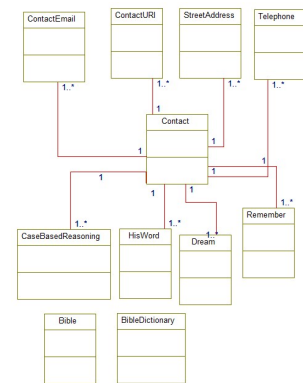 ContactEmail
ContactURI
StreetAddress
Telephone
1..*
1..*
1..*
1..*
1
Contact
1
1
1
1
1
1
1
1..*
1..*
1..
1..*
CaseBasedReasoning
HisWord
Dream
Remember
Bible
BibleDictionary